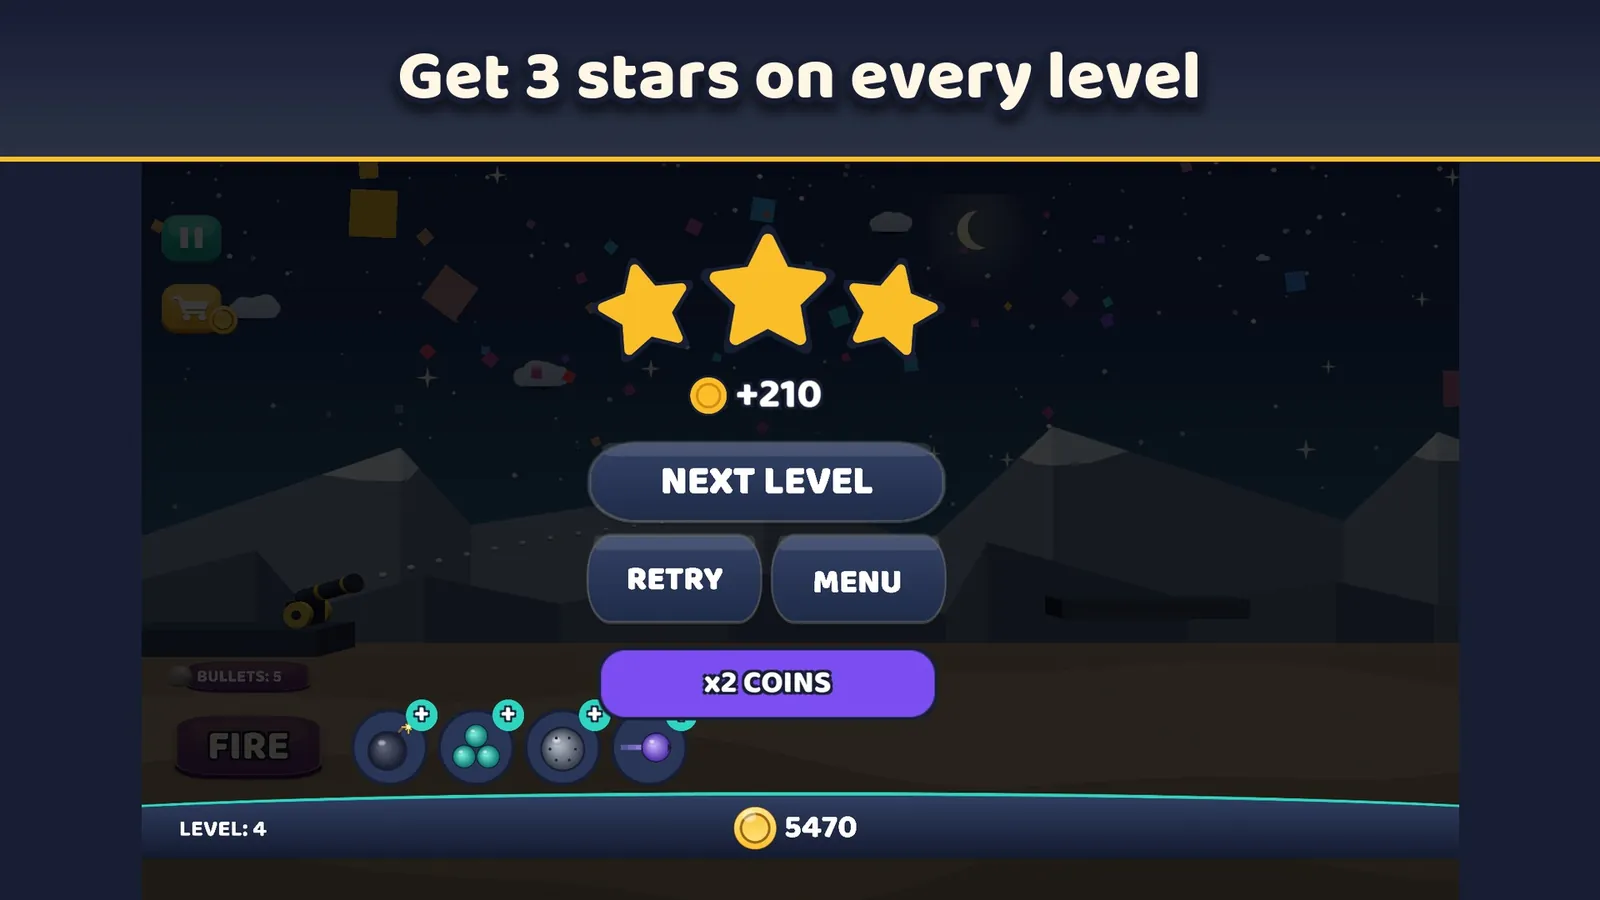 Get 3 stars on every level
+210
NEXT LEVEL
RETRY
MENU
x2 COINS
BULLETS: 5
FIRE
LEVEL: 4
5470